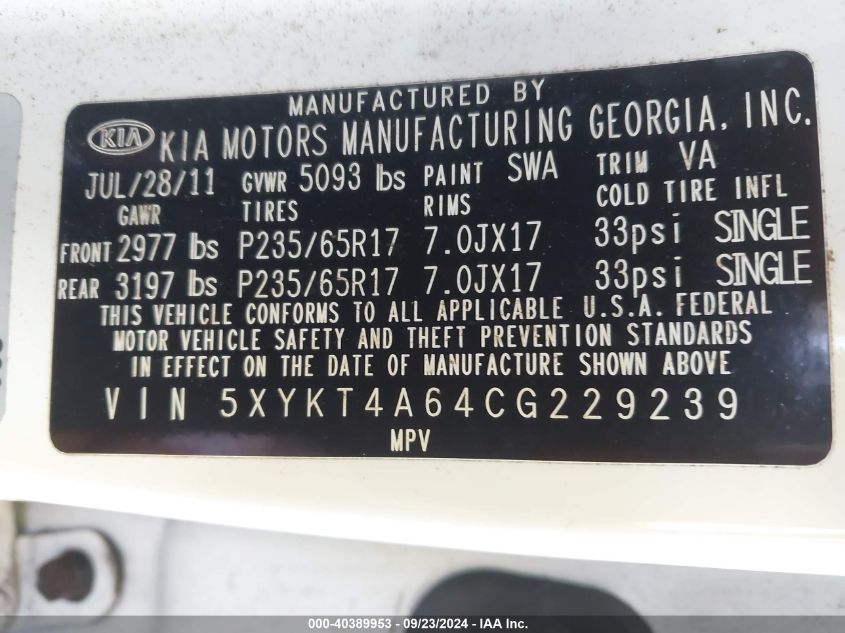 MANUFACTURED BY
KIA KIA MOTORS MANUFACTURING GEORGIA, INC.
JUL/28/11 GVWR 5093 lbs PAINT SWA TRIM VA
GAWR TIRES RIMS COLD TIRE INFL
FRONT 2977 lbs P235/65R17 7.0JX17 33psi SINGLE
REAR 3197 lbs P235/65R17 7.0JX17 33psi SINGLE
THIS VEHICLE CONFORMS TO ALL APPLICABLE U.S.A. FEDERAL
MOTOR VEHICLE SAFETY AND THEFT PREVENTION STANDARDS
IN EFFECT ON THE DATE OF MANUFACTURE SHOWN ABOVE
VIN 5XYKT4A64CG229239
MPV
000-40389953 - 09/23/2024 - IAA Inc.